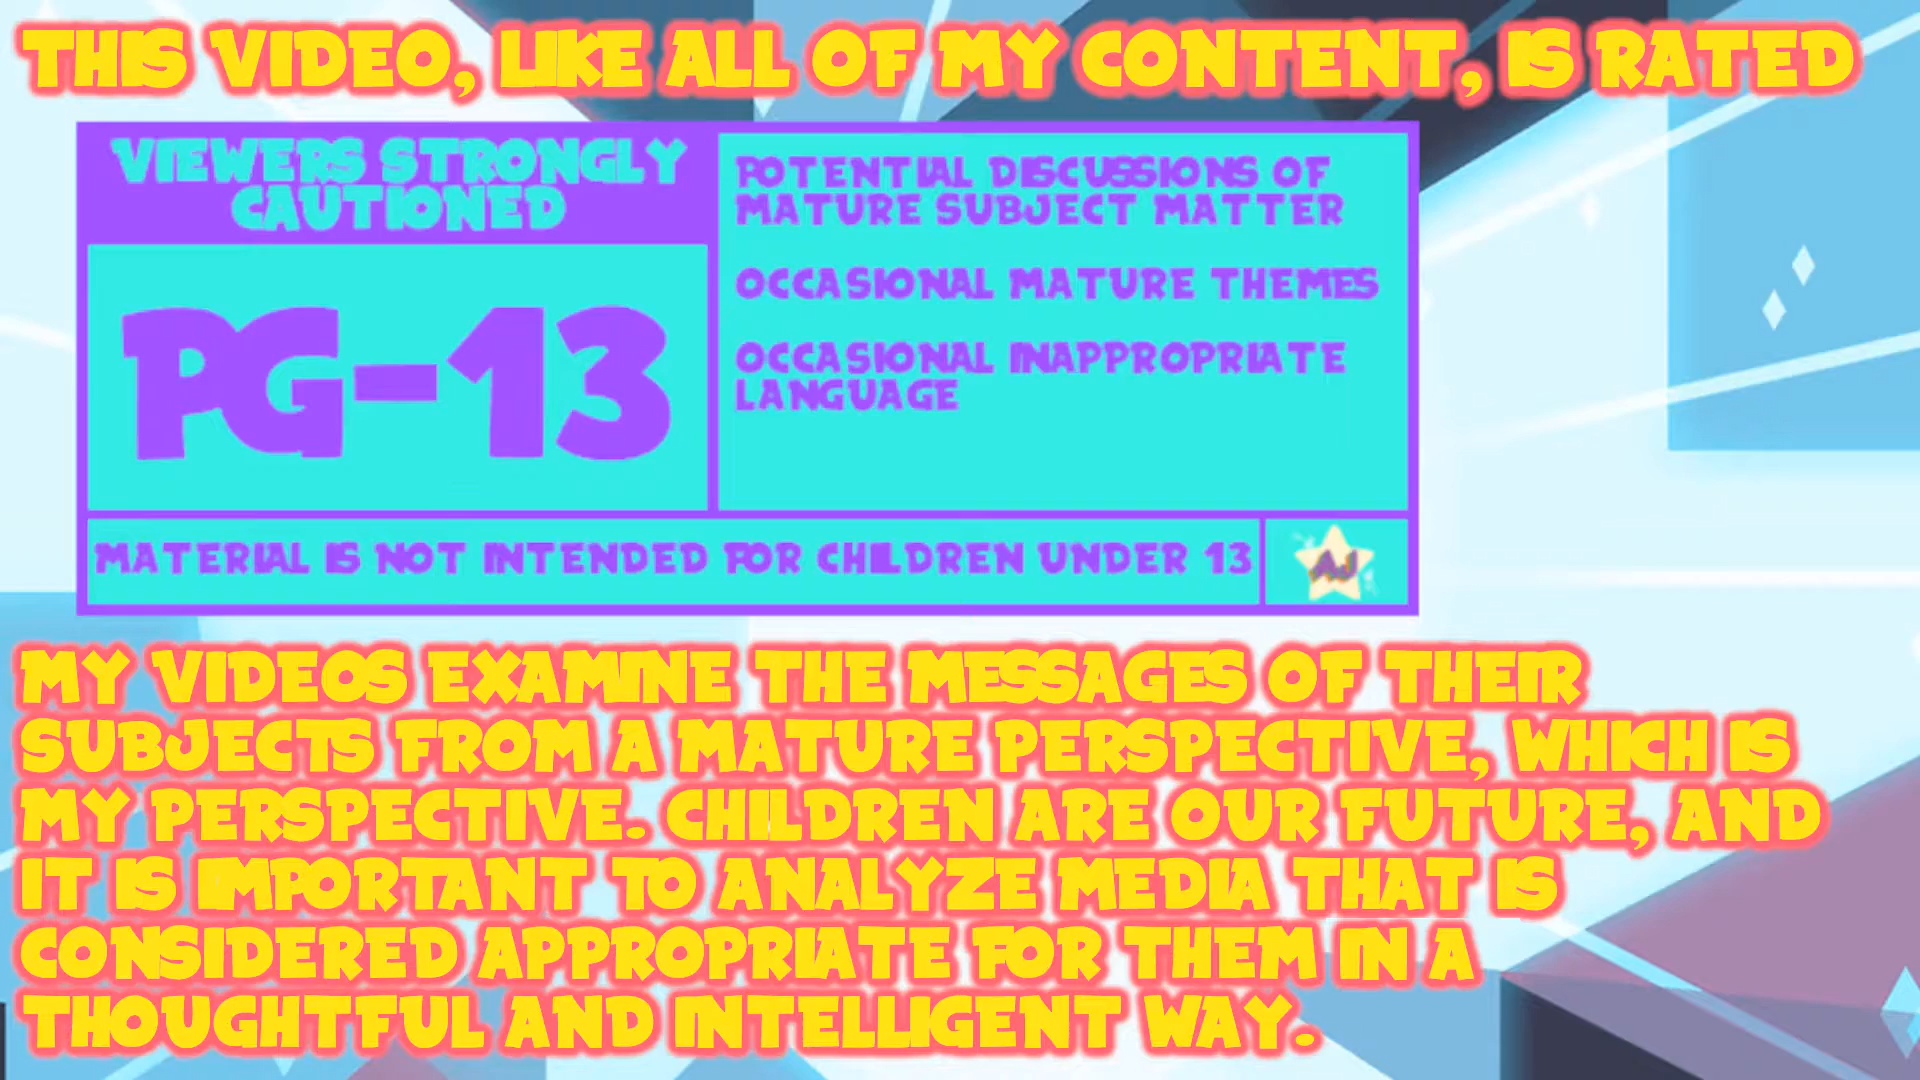 THIS VIDEO, LIKE ALL OF MY CONTENT, IS RATED
VIEWERS STRONGLY
CAUTIONED
PG-13
POTENTIAL DISCUSSIONS OF
MATURE SUBJECT MATTER
OCCASIONAL MATURE THEMES
OCCASIONAL INAPPROPRIATE
LANGUAGE
MATERIAL IS NOT INTENDED FOR CHILDREN UNDER 13
AJ
MY VIDEOS EXAMINE THE MESSAGES OF THEIR
SUBJECTS FROM A MATURE PERSPECTIVE, WHICH IS
MY PERSPECTIVE. CHILDREN ARE OUR FUTURE, AND
IT IS IMPORTANT TO ANALYZE MEDIA THAT IS
CONSIDERED APPROPRIATE FOR THEM IN A
THOUGHTFUL AND INTELLIGENT WAY.